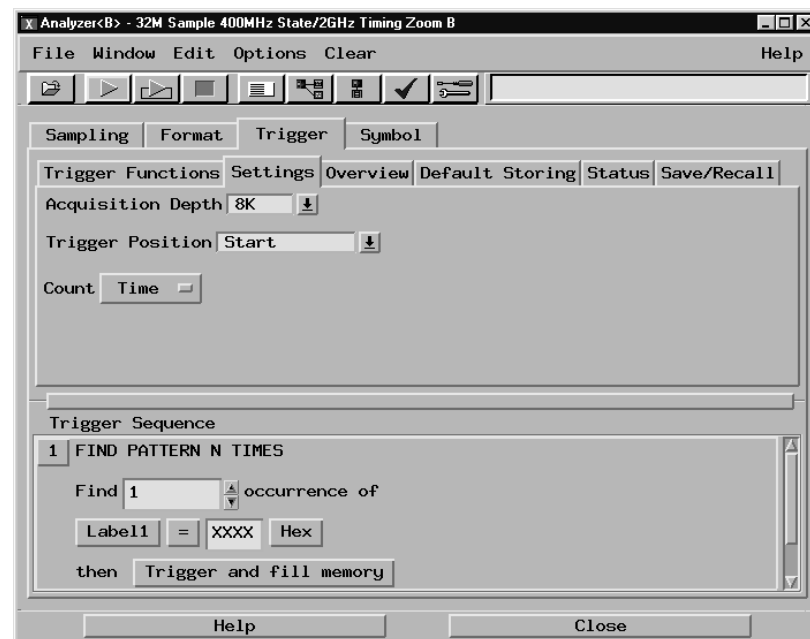 Analyzer<B> - 32M Sample 400MHz State/2GHz Timing Zoom B
File Window Edit Options Clear Help
Sampling Format Trigger Symbol
Trigger Functions Settings Overview Default Storing Status Save/Recall
Acquisition Depth 8K
Trigger Position Start
Count Time
Trigger Sequence
1 FIND PATTERN N TIMES
Find 1 occurrence of
Label1 = XXXX Hex
then Trigger and fill memory
Help Close